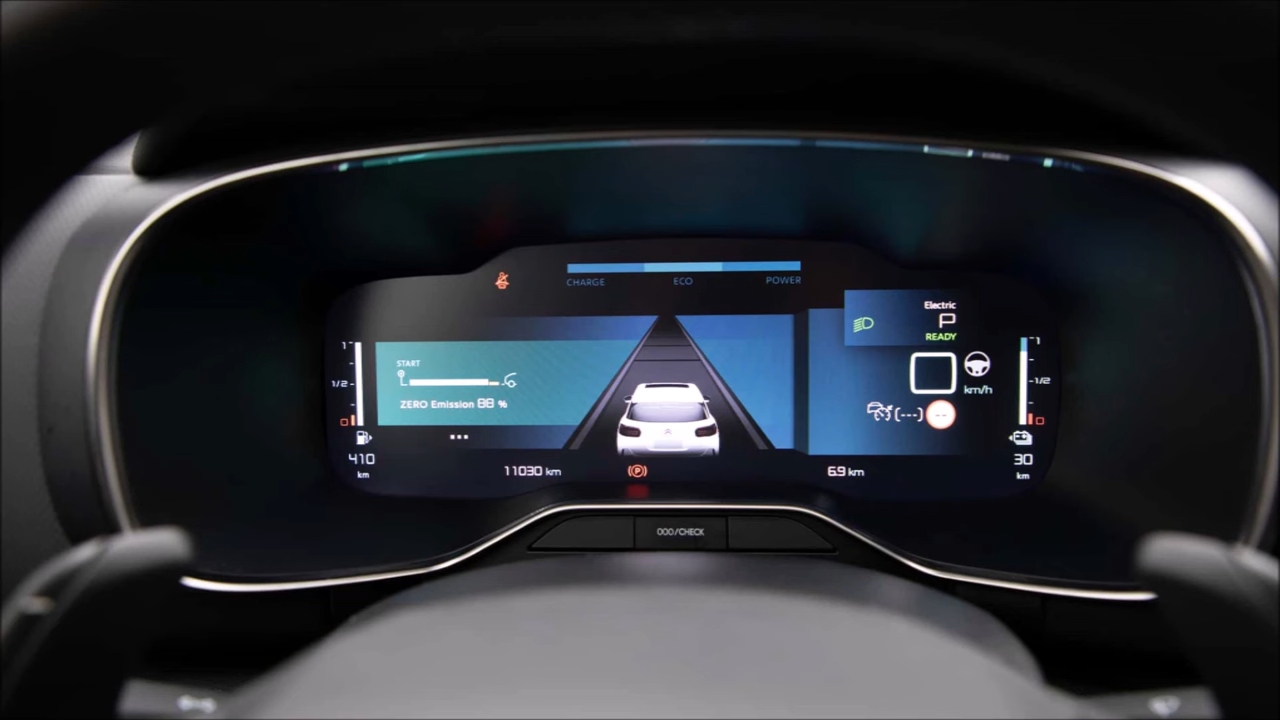 CHARGE ECO POWER
Electric
P
READY
START
ZERO Emission 88 %
1
1/2
0
410
km
km/h
(---)
--
1
1/2
0
30
km
11030 km
P
6.9 km
000/CHECK